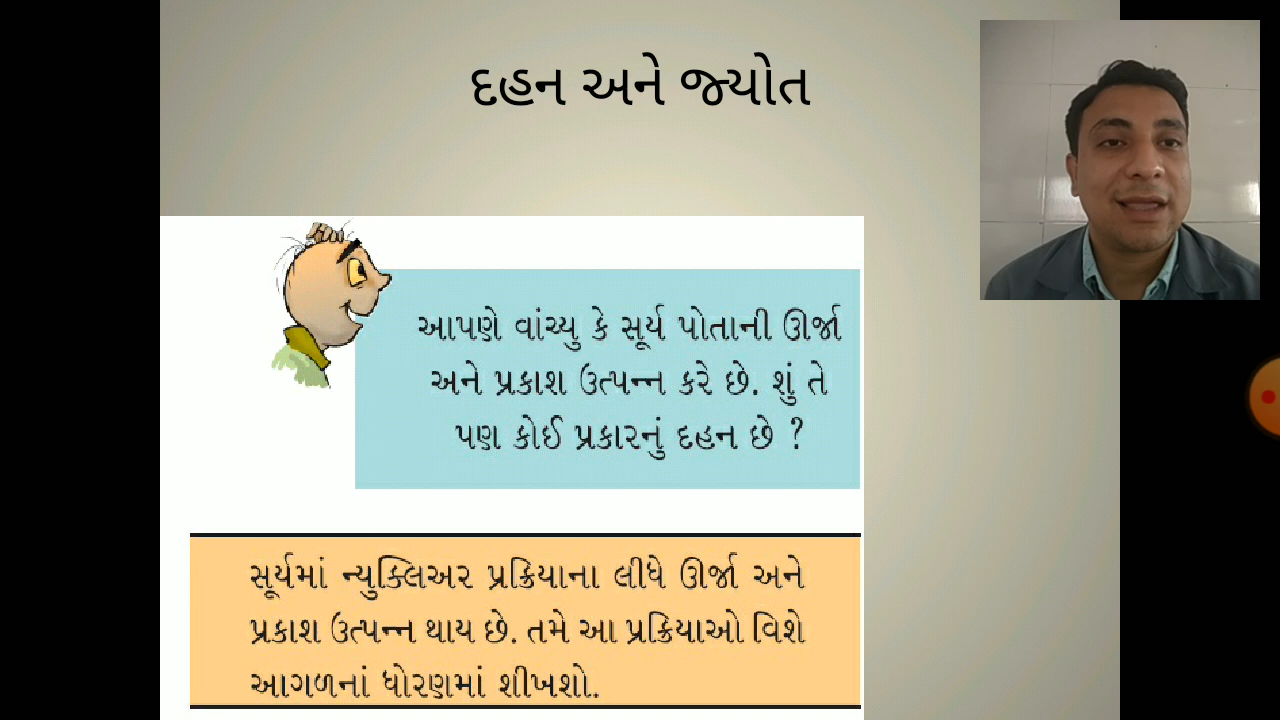 દહન અને જ્યોત
આપણે વાંચ્યુ કે સૂર્ય પોતાની ઊર્જા
અને પ્રકાશ ઉત્પન્ન કરે છે. શું તે
પણ કોઈ પ્રકારનું દહન છે ?
સૂર્યમાં ન્યુક્લિઅર પ્રક્રિયાના લીધે ઊર્જા અને
પ્રકાશ ઉત્પન્ન થાય છે. તમે આ પ્રક્રિયાઓ વિશે
આગળનાં ધોરણમાં શીખશો.